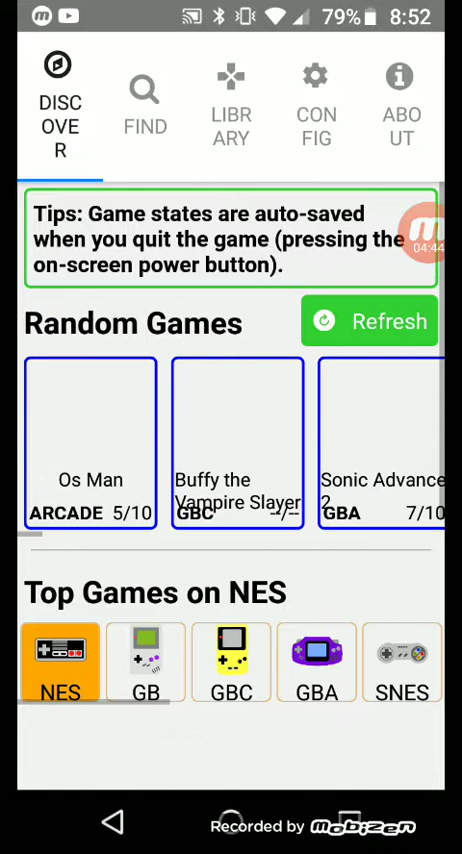 79% 8:52
DISC
OVE
R
FIND
LIBR
ARY
CON
FIG
ABO
UT
Tips: Game states are auto-saved
when you quit the game (pressing the
on-screen power button).
04:44
Random Games
Refresh
Os Man
ARCADE 5/10
Buffy the
Vampire Slayer
GBC --/--
Sonic Advance
2
GBA 7/10
Top Games on NES
NES
GB
GBC
GBA
SNES
Recorded by mobizen